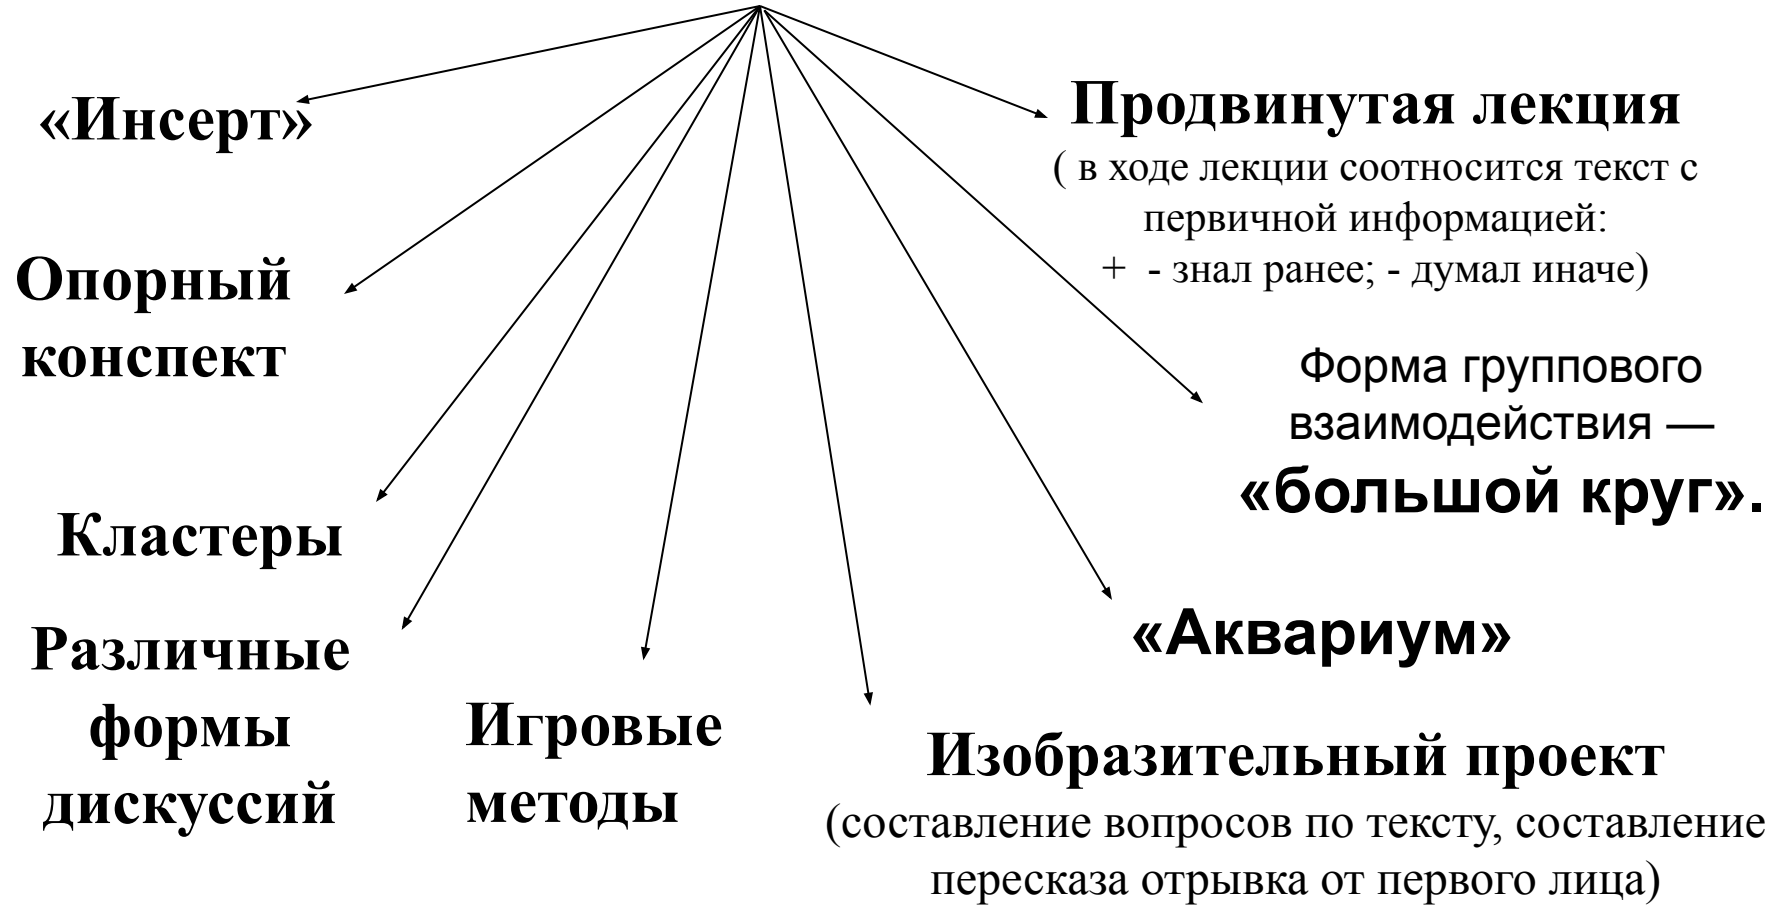 «Инсерт»
Опорный
конспект
Кластеры
Различные
формы
дискуссий
Игровые
методы
Продвинутая лекция
( в ходе лекции соотносится текст с
первичной информацией:
+ - знал ранее; - думал иначе)
Форма группового
взаимодействия —
«большой круг».
«Аквариум»
Изобразительный проект
(составление вопросов по тексту, составление
пересказа отрывка от первого лица)